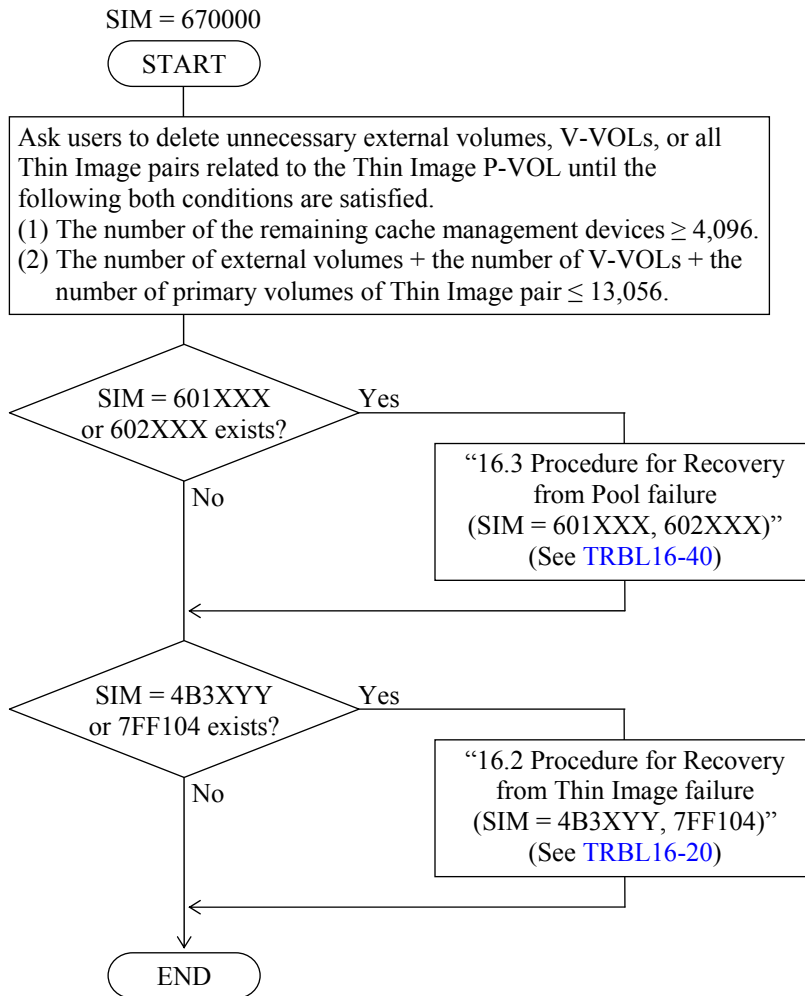 SIM = 670000
START
Ask users to delete unnecessary external volumes, V-VOLs, or all
Thin Image pairs related to the Thin Image P-VOL until the
following both conditions are satisfied.
(1) The number of the remaining cache management devices ≥ 4,096.
(2) The number of external volumes + the number of V-VOLs + the
number of primary volumes of Thin Image pair ≤ 13,056.
SIM = 601XXX
or 602XXX exists?
Yes
No
“16.3 Procedure for Recovery
from Pool failure
(SIM = 601XXX, 602XXX)”
(See TRBL16-40)
SIM = 4B3XYY
or 7FF104 exists?
Yes
No
“16.2 Procedure for Recovery
from Thin Image failure
(SIM = 4B3XYY, 7FF104)”
(See TRBL16-20)
END